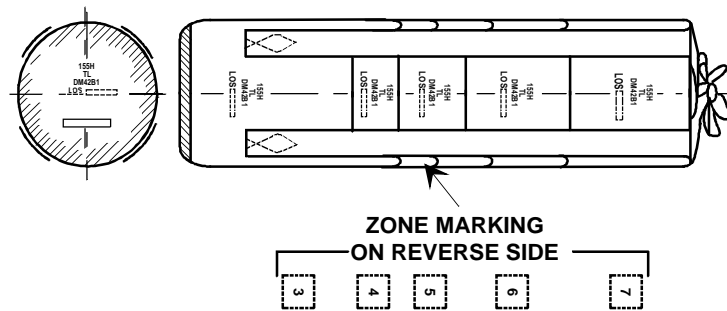 155H
TL
DM42B1
LOS
155H
TL
DM42B1
LOS
155H
TL
DM42B1
LOS
155H
TL
DM42B1
LOS
155H
TL
DM42B1
LOS
155H
TL
DM42B1
LOS
ZONE MARKING
ON REVERSE SIDE
3
4
5
6
7